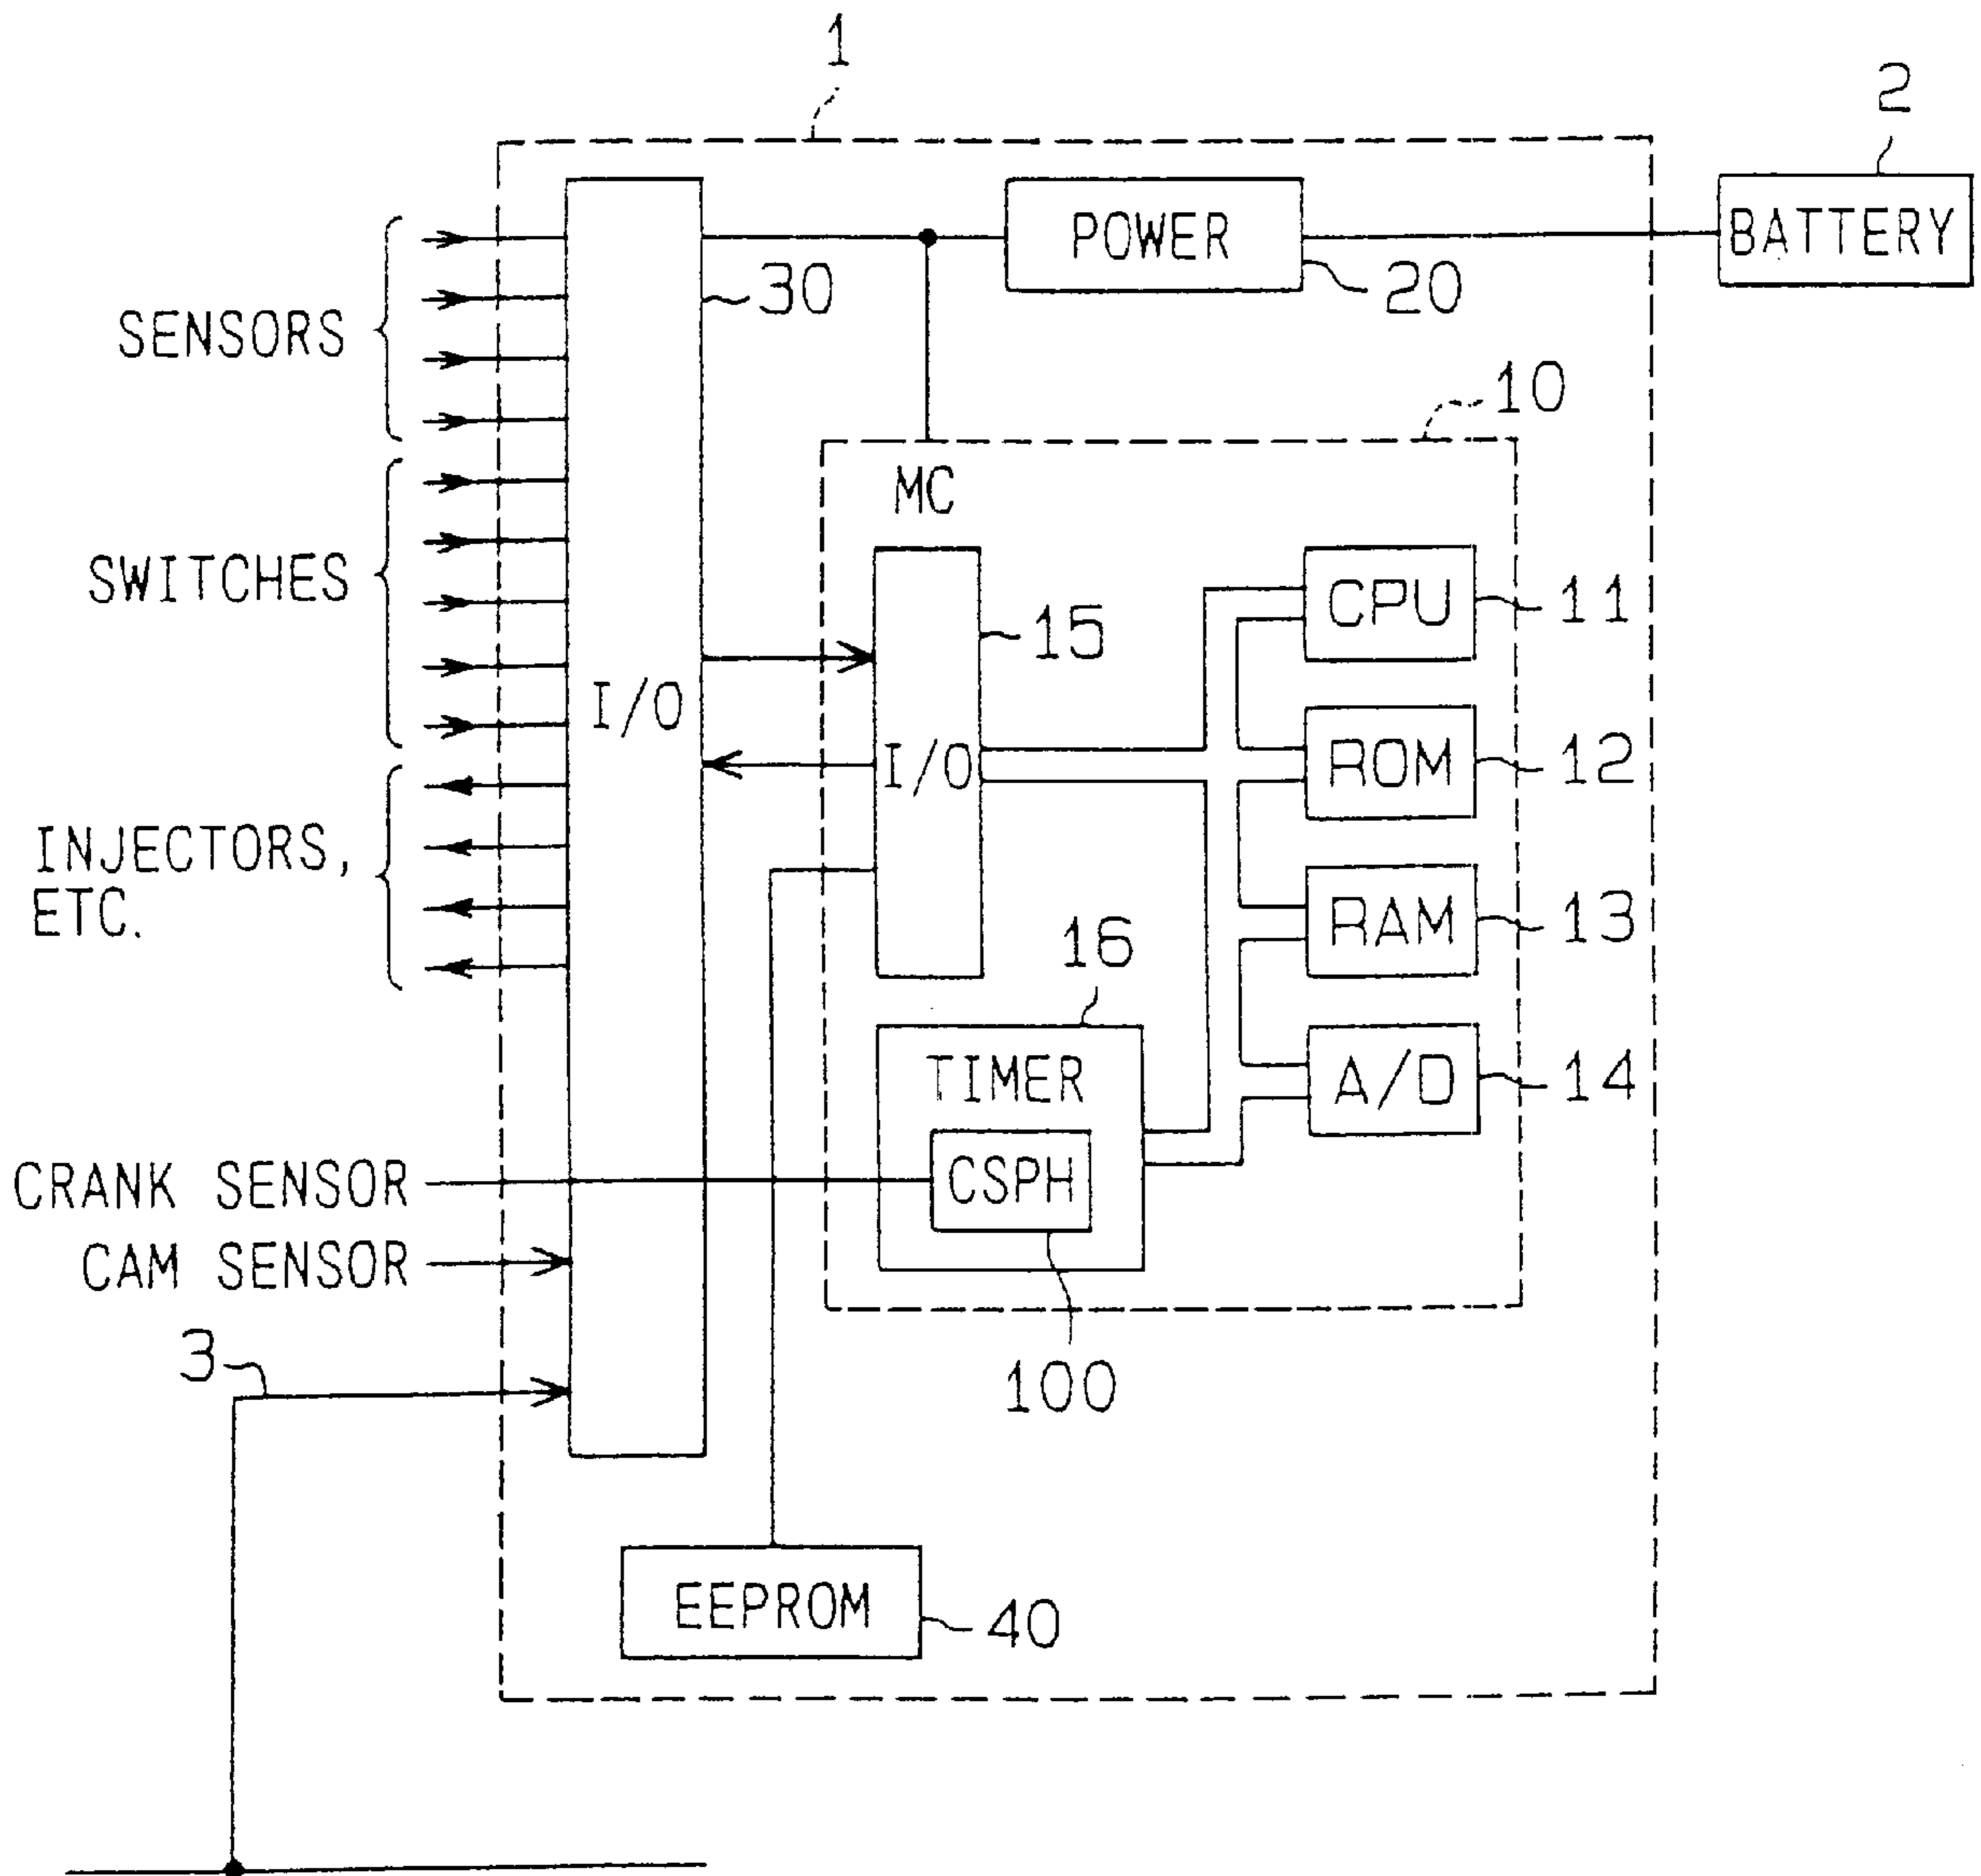 1
2
POWER
BATTERY
30
20
SENSORS
10
MC
SWITCHES
CPU
11
15
I/O
I/O
ROM
12
INJECTORS,
ETC.
RAM
13
16
TIMER
A/D
14
CRANK SENSOR
CSPH
CAM SENSOR
3
100
EEPROM
40